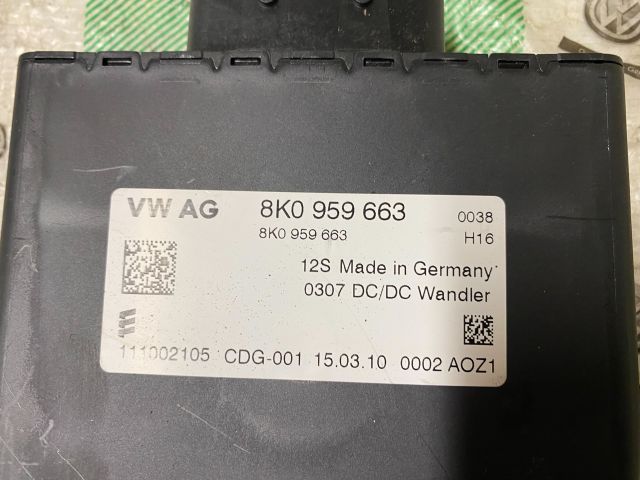 VW AG 8K0 959 663 0038
8K0 959 663 H16
12S Made in Germany
0307 DC/DC Wandler
111002105 CDG-001 15.03.10 0002 AOZ1